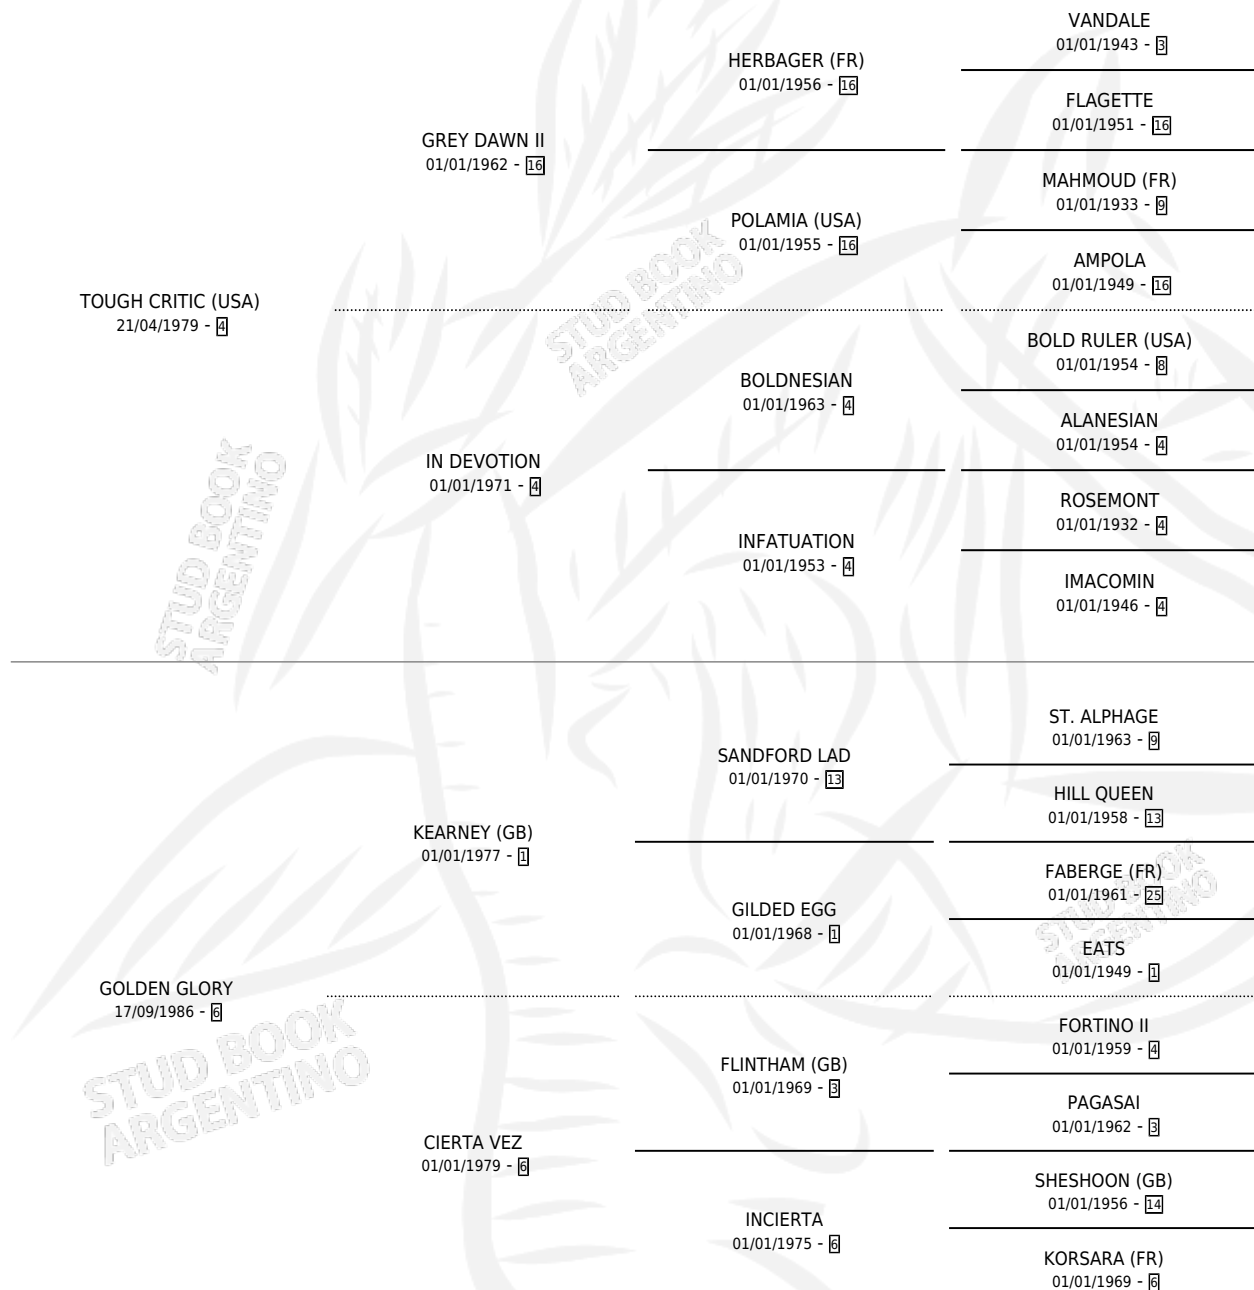 VANDALE
01/01/1943 - 3
HERBAGER (FR)
01/01/1956 - 16
FLAGETTE
01/01/1951 - 16
GREY DAWN II
01/01/1962 - 16
MAHMOUD (FR)
01/01/1933 - 9
POLAMIA (USA)
01/01/1955 - 16
AMPOLA
01/01/1949 - 16
TOUGH CRITIC (USA)
21/04/1979 - 4
BOLD RULER (USA)
01/01/1954 - 8
BOLDNESIAN
01/01/1963 - 4
ALANESIAN
01/01/1954 - 4
IN DEVOTION
01/01/1971 - 4
ROSEMONT
01/01/1932 - 4
INFATUATION
01/01/1953 - 4
IMACOMIN
01/01/1946 - 4
ST. ALPHAGE
01/01/1963 - 9
SANDFORD LAD
01/01/1970 - 13
HILL QUEEN
01/01/1958 - 13
KEARNEY (GB)
01/01/1977 - 1
FABERGE (FR)
01/01/1961 - 25
GILDED EGG
01/01/1968 - 1
EATS
01/01/1949 - 1
GOLDEN GLORY
17/09/1986 - 6
FORTINO II
01/01/1959 - 4
FLINTHAM (GB)
01/01/1969 - 3
PAGASAI
01/01/1962 - 3
CIERTA VEZ
01/01/1979 - 6
SHESHOON (GB)
01/01/1956 - 14
INCIERTA
01/01/1975 - 6
KORSARA (FR)
01/01/1969 - 6
STUD BOOK
ARGENTINO
STUD BOOK
ARGENTINO
STUD BOOK
ARGENTINO
STUD BOOK
ARGENTINO